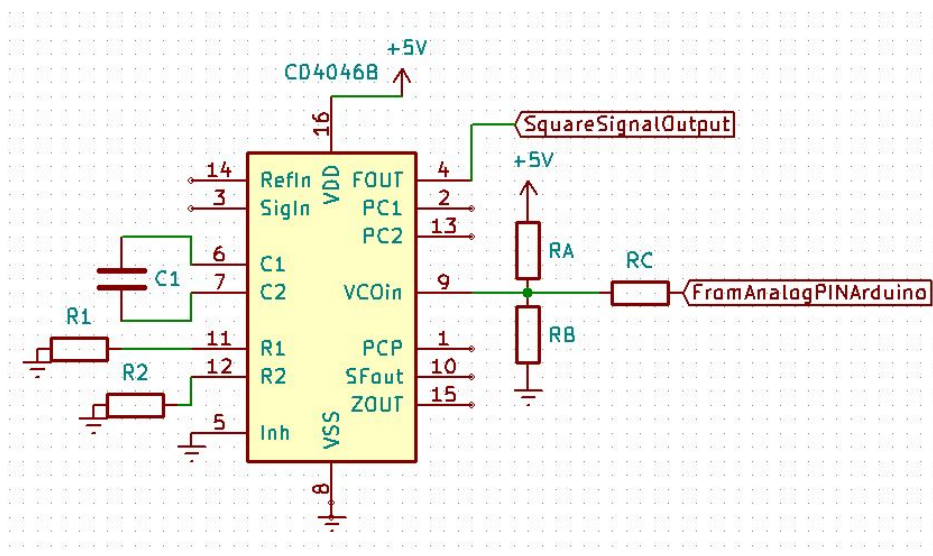 +5V
CD4046B
16
SquareSignalOutput
+5V
14
RefIn
VDD
FOUT
4
3
SigIn
PC1
2
PC2
13
RA
RC
6
C1
C1
7
C2
VCOin
9
FromAnalogPINArduino
R1
RB
11
R1
PCP
1
R2
12
R2
SFout
10
ZOUT
15
5
Inh
VSS
8